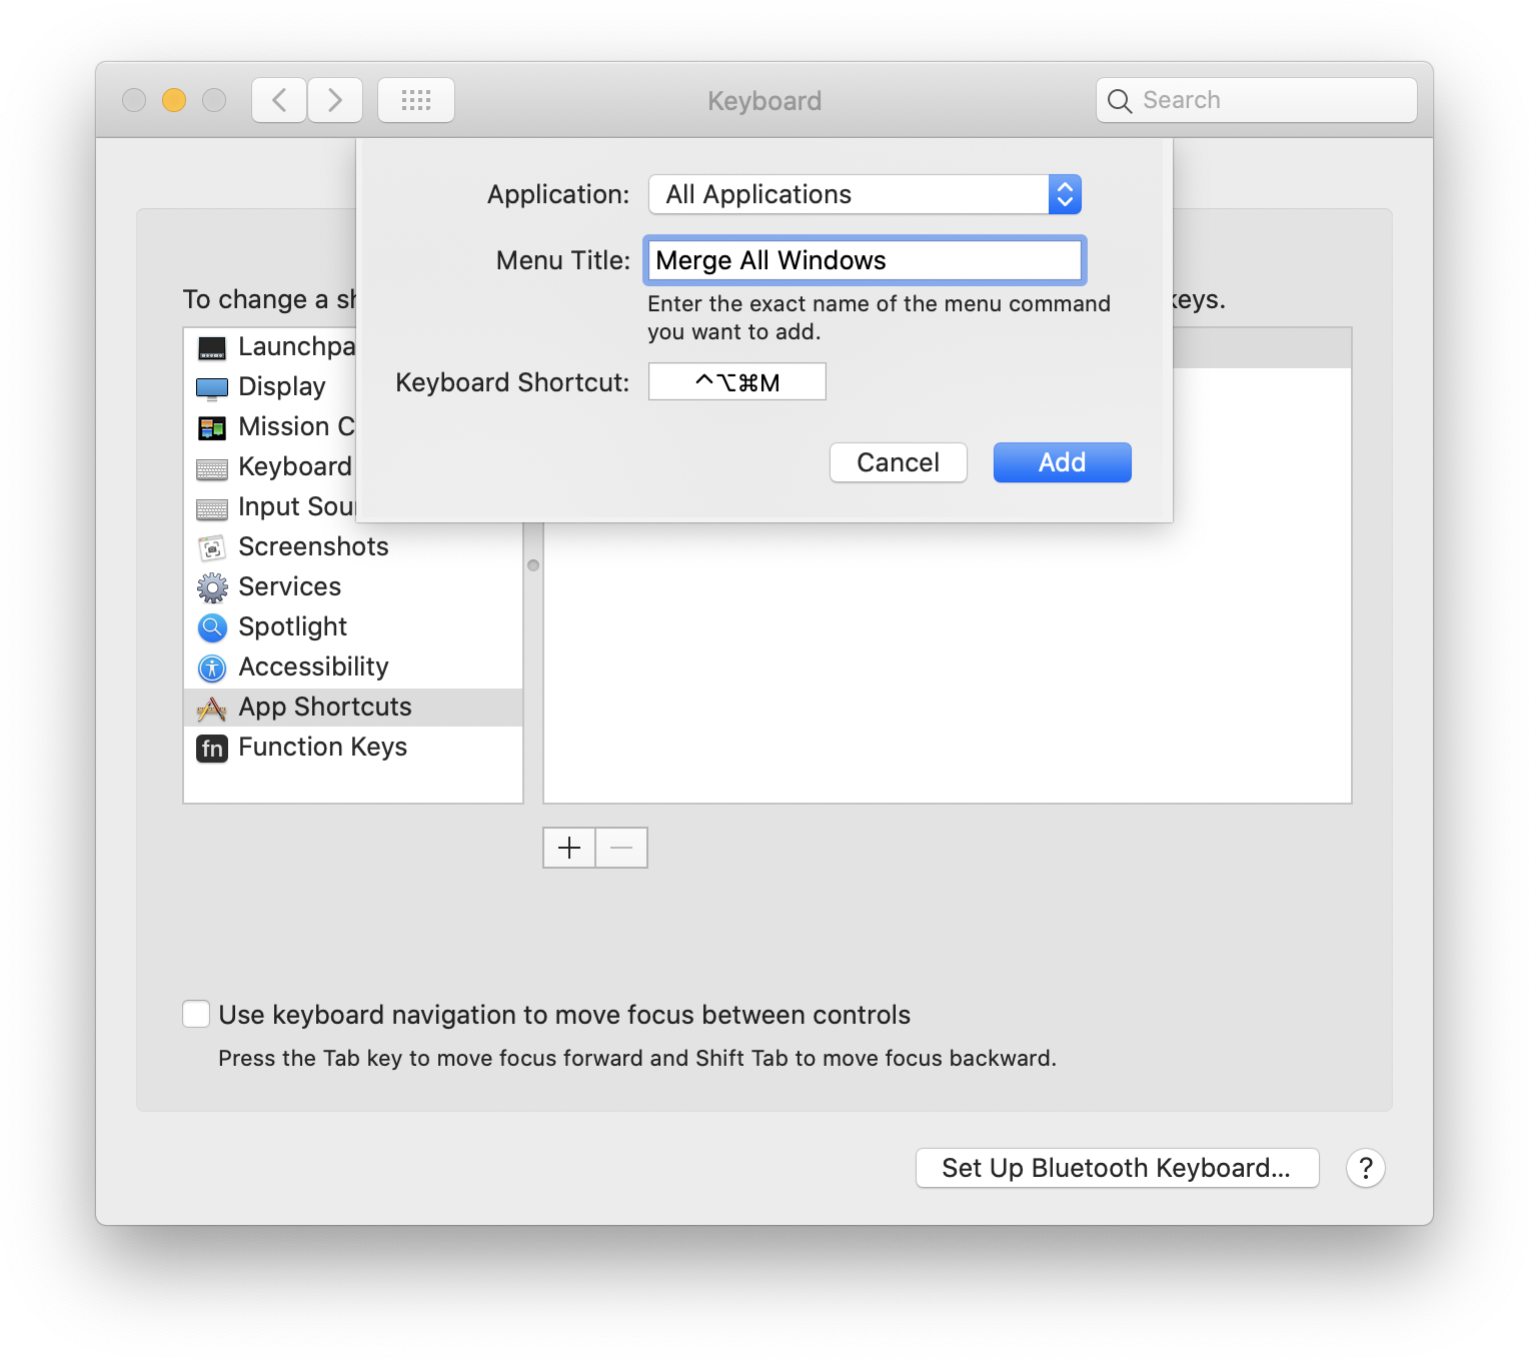 Keyboard
Search
Application:
All Applications
Menu Title:
Merge All Windows
Enter the exact name of the menu command
you want to add.
Keyboard Shortcut:
^⌥⌘M
Cancel
Add
To change a sh
keys.
Launchpa
Display
Mission C
Keyboard
Input Sou
Screenshots
Services
Spotlight
Accessibility
App Shortcuts
fn
Function Keys
Use keyboard navigation to move focus between controls
Press the Tab key to move focus forward and Shift Tab to move focus backward.
Set Up Bluetooth Keyboard...
?